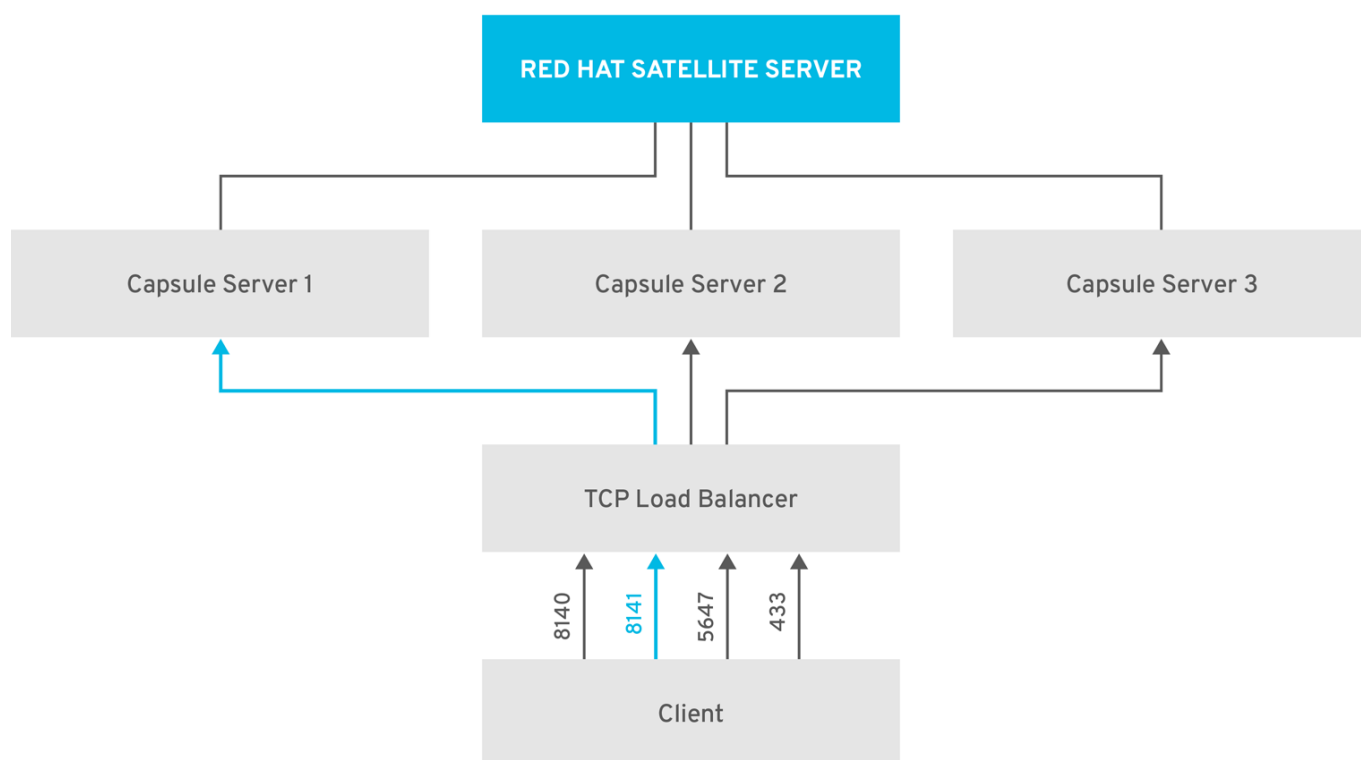 RED HAT SATELLITE SERVER
Capsule Server 1
Capsule Server 2
Capsule Server 3
TCP Load Balancer
8140
8141
5647
433
Client